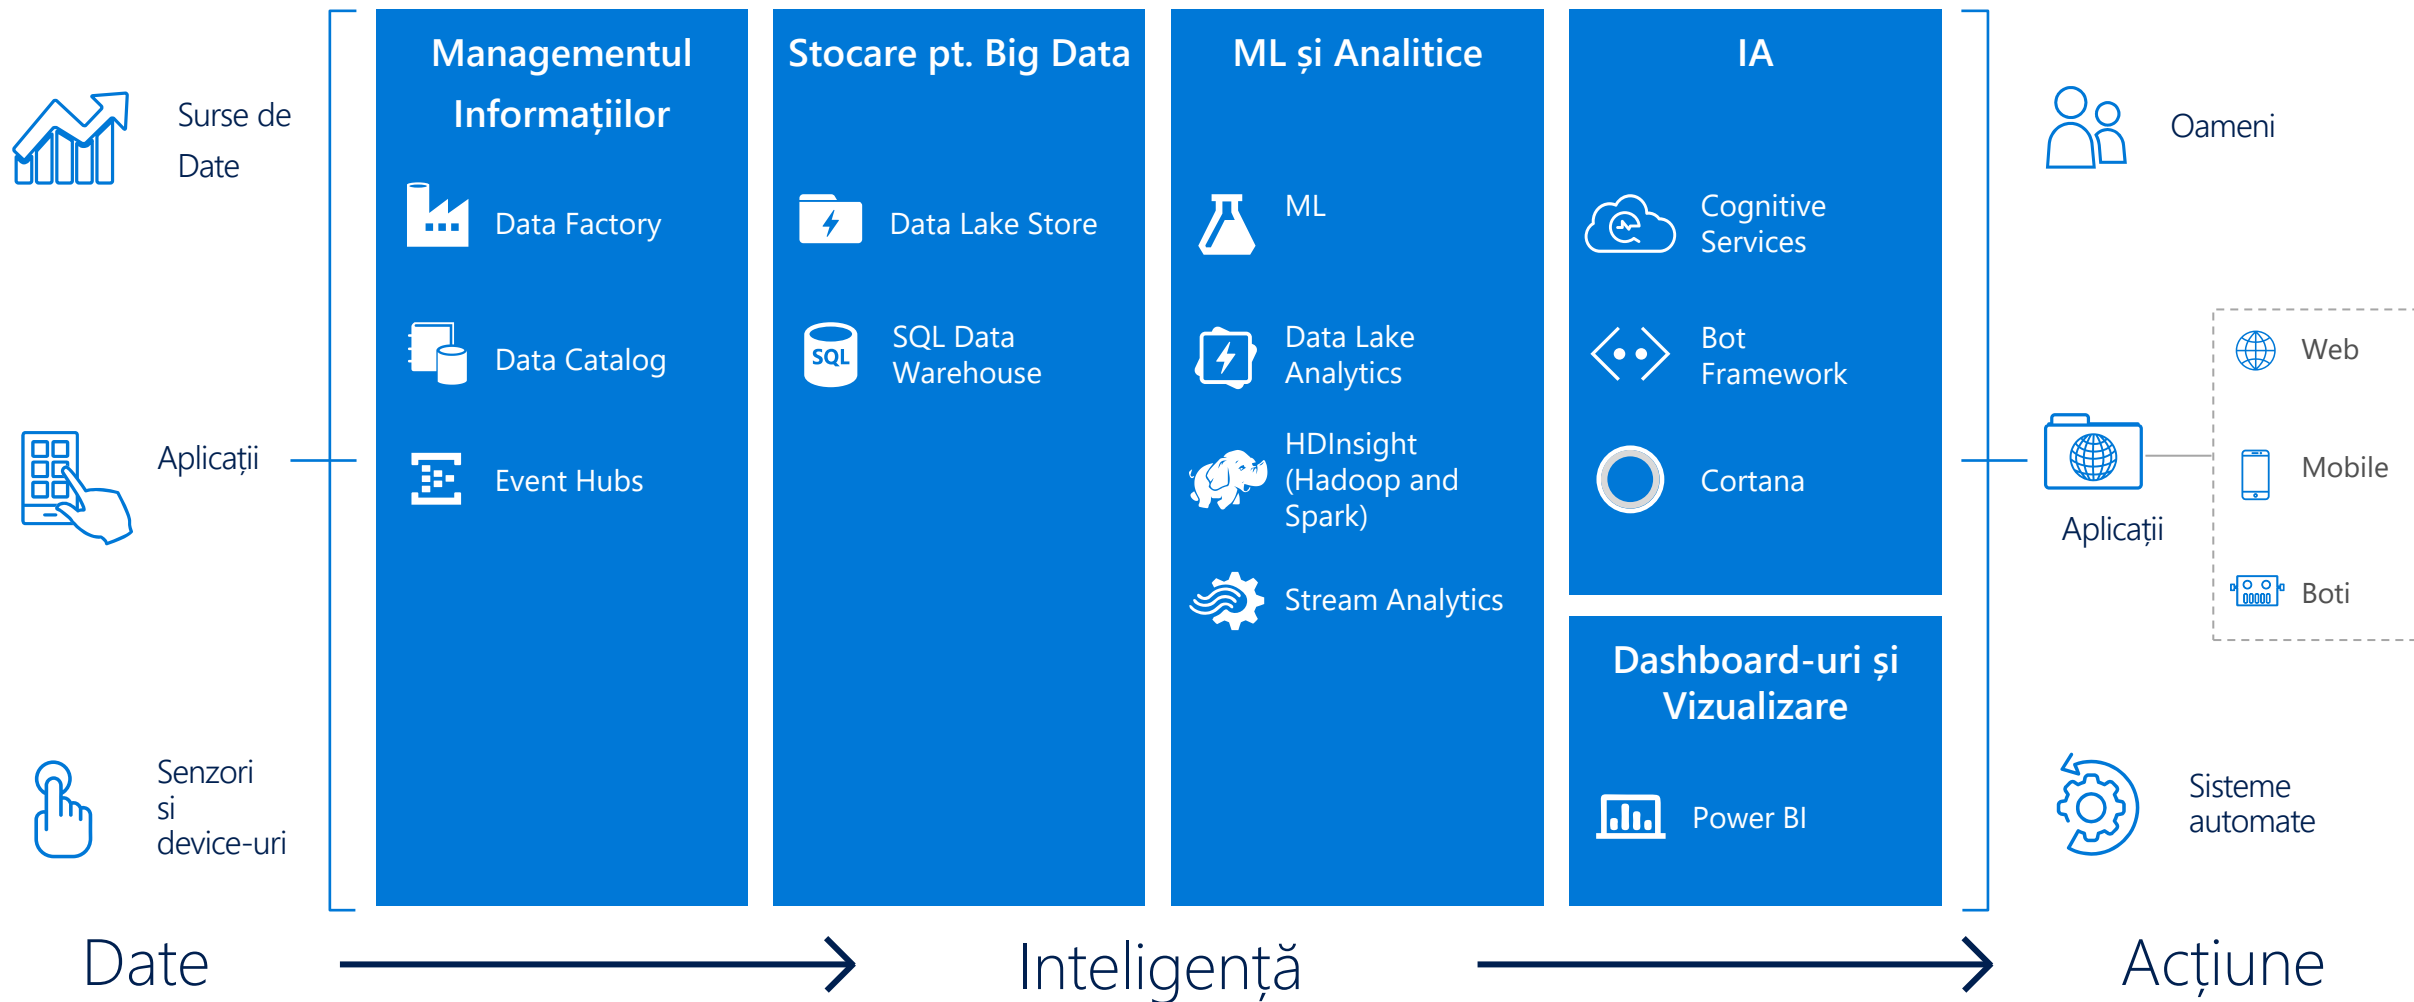 Surse de
Date
Aplicații
Senzori
si
device-uri
Managementul
Informațiilor
Data Factory
Data Catalog
Event Hubs
Stocare pt. Big Data
Data Lake Store
SQL
SQL Data
Warehouse
ML și Analitice
ML
Data Lake
Analytics
HDInsight
(Hadoop and
Spark)
Stream Analytics
IA
Cognitive
Services
Bot
Framework
Cortana
Dashboard-uri și
Vizualizare
Power BI
Oameni
Aplicații
Web
Mobile
Boti
Sisteme
automate
Date
Inteligență
Acțiune